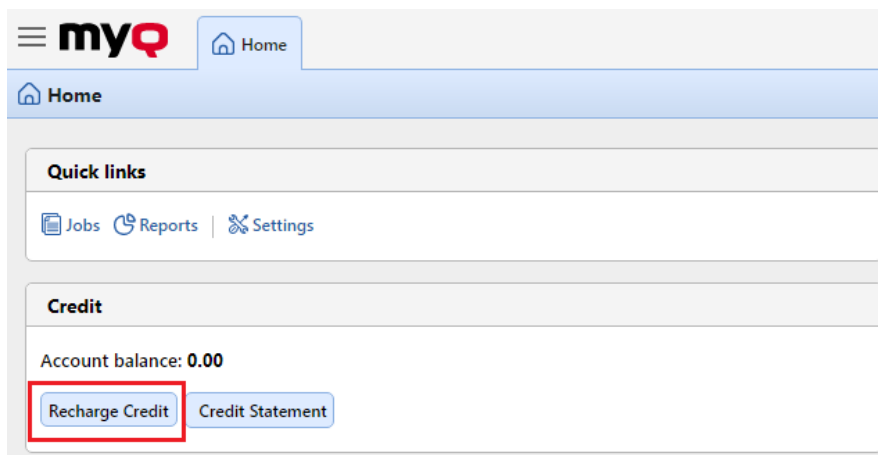 myQ Home
Home
Quick links
Jobs Reports | Settings
Credit
Account balance: 0.00
Recharge Credit Credit Statement